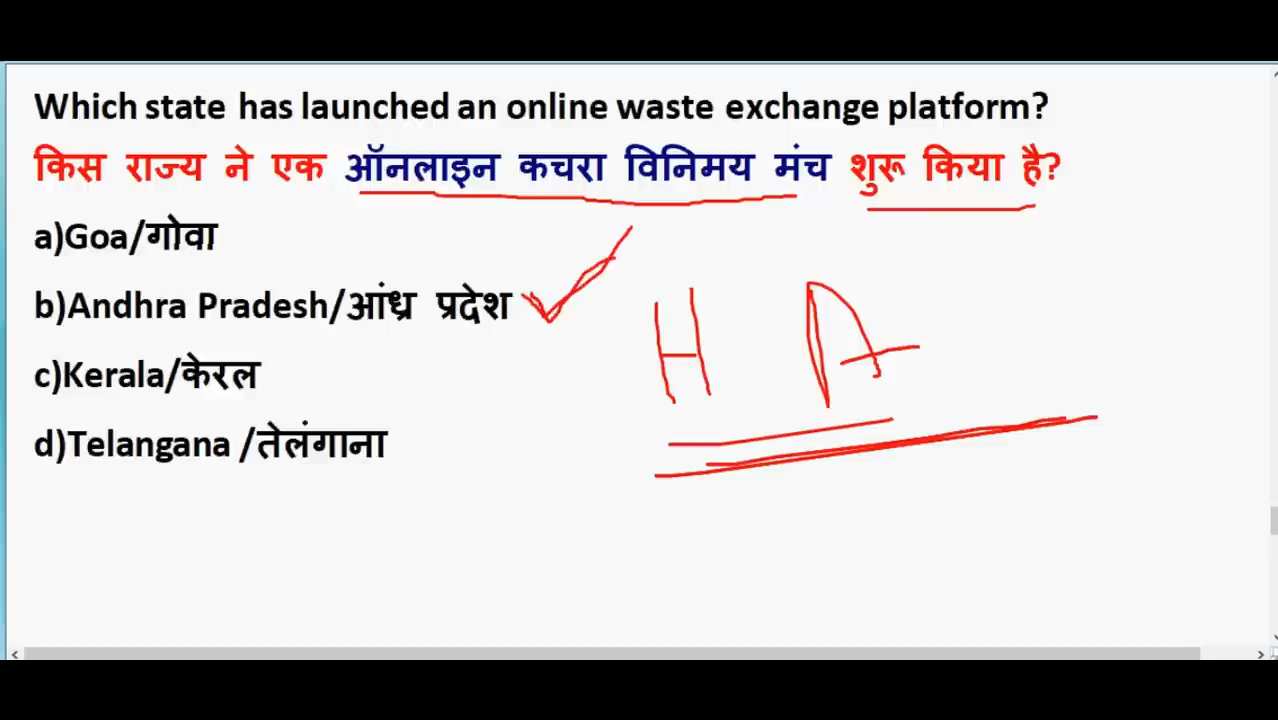 Which state has launched an online waste exchange platform?
किस राज्य ने एक ऑनलाइन कचरा विनिमय मंच शुरू किया है?
a)Goa/गोवा
b)Andhra Pradesh/आंध्र प्रदेश
H A
c)Kerala/केरल
d)Telangana /तेलंगाना